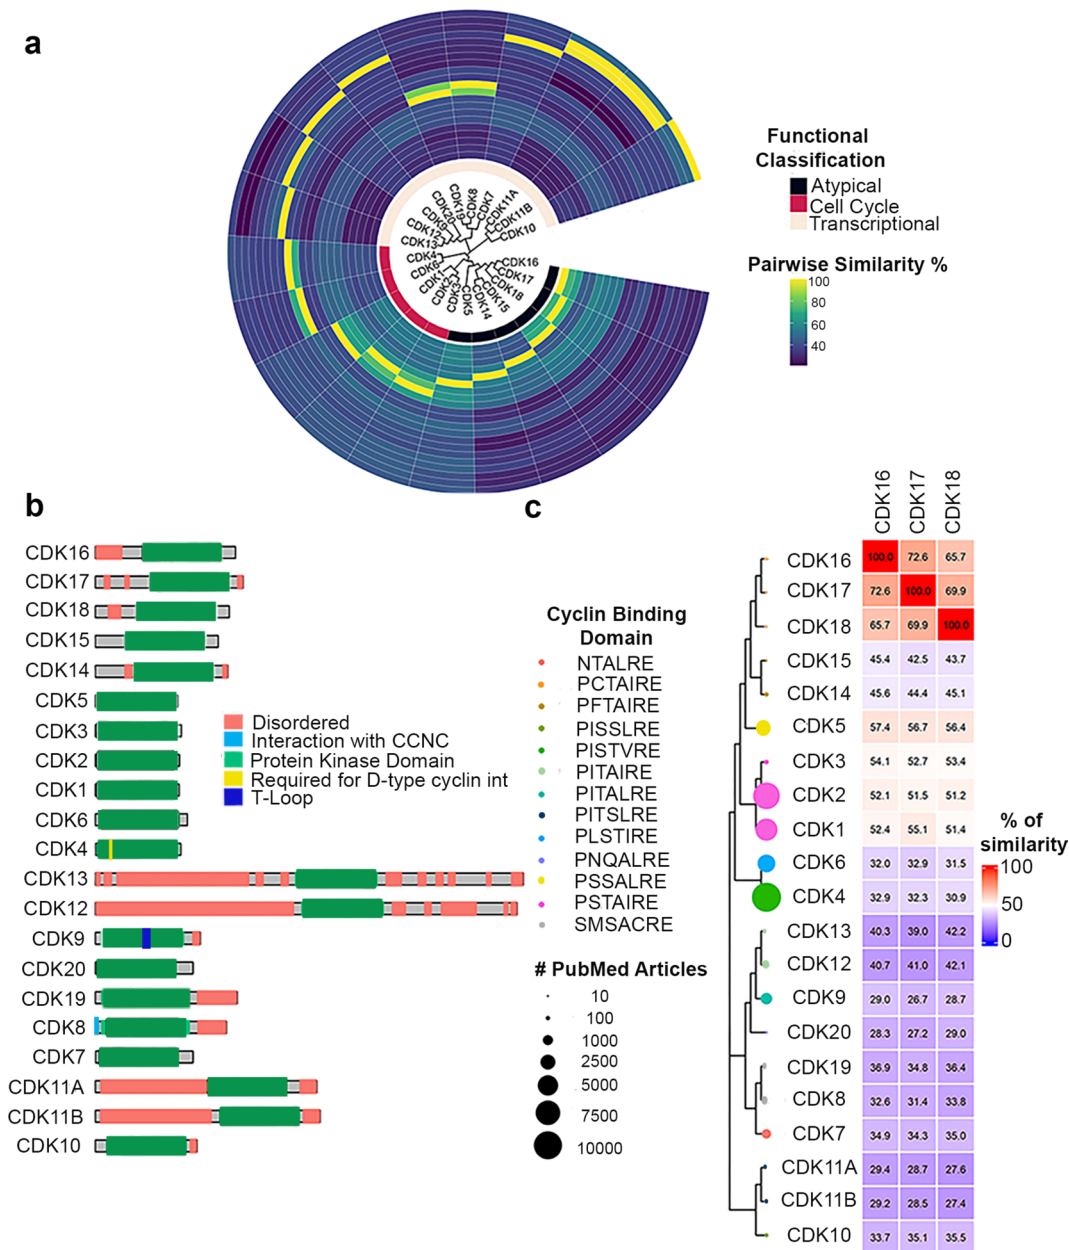 a
CDK10
CDK11B
CDK11A
CDK7
CDK8
CDK19
CDK20
CDK9
CDK12
CDK13
CDK4
CDK6
CDK1
CDK2
CDK3
CDK5
CDK14
CDK15
CDK18
CDK17
CDK16
Functional
Classification
Atypical
Cell Cycle
Transcriptional
Pairwise Similarity %
100
80
60
40
b
CDK16
CDK17
CDK18
CDK15
CDK14
CDK5
CDK3
CDK2
CDK1
CDK6
CDK4
CDK13
CDK12
CDK9
CDK20
CDK19
CDK8
CDK7
CDK11A
CDK11B
CDK10
Disordered
Interaction with CCNC
Protein Kinase Domain
Required for D-type cyclin int
T-Loop
c
Cyclin Binding
Domain
NTALRE
PCTAIRE
PFTAIRE
PISSLRE
PISTVRE
PITAIRE
PITALRE
PITSLRE
PLSTIRE
PNQALRE
PSSALRE
PSTAIRE
SMSACRE
# PubMed Articles
10
100
1000
2500
5000
7500
10000
CDK16 CDK17 CDK18
CDK16 100.0 72.6 65.7
CDK17 72.6 100.0 69.9
CDK18 65.7 69.9 100.0
CDK15 45.4 42.5 43.7
CDK14 45.6 44.4 45.1
CDK5 57.4 56.7 56.4
CDK3 54.1 52.7 53.4
CDK2 52.1 51.5 51.2
CDK1 52.4 55.1 51.4
CDK6 32.0 32.9 31.5
CDK4 32.9 32.3 30.9
CDK13 40.3 39.0 42.2
CDK12 40.7 41.0 42.1
CDK9 29.0 26.7 28.7
CDK20 28.3 27.2 29.0
CDK19 36.9 34.8 36.4
CDK8 32.6 31.4 33.8
CDK7 34.9 34.3 35.0
CDK11A 29.4 28.7 27.6
CDK11B 29.2 28.5 27.4
CDK10 33.7 35.1 35.5
% of
similarity
100
50
0